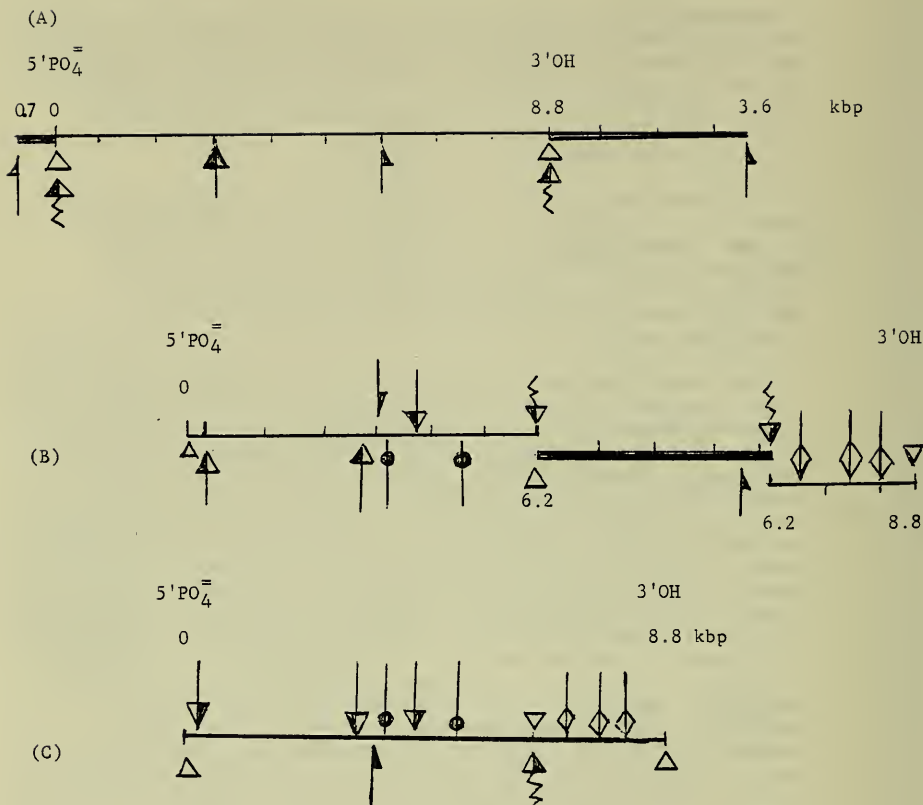 (A)
5'PO4= 3'OH
0.7 0 8.8 3.6 kbp
5'PO4= 3'OH
0
(B)
6.2 6.2 8.8
5'PO4= 3'OH
0 8.8 kbp
(C)